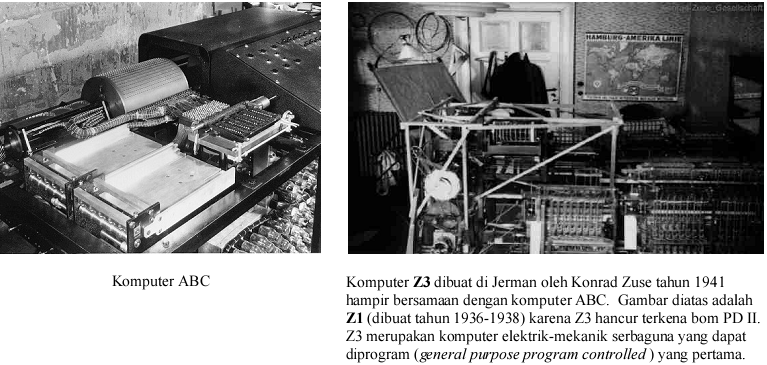 Konrad-Zuse_Gesellschaft
HAMBURG-AMERIKA LINIE
Komputer ABC
Komputer Z3 dibuat di Jerman oleh Konrad Zuse tahun 1941
hampir bersamaan dengan komputer ABC. Gambar diatas adalah
Z1 (dibuat tahun 1936-1938) karena Z3 hancur terkena bom PD II.
Z3 merupakan komputer elektrik-mekanik serbaguna yang dapat
diprogram (general purpose program controlled ) yang pertama.